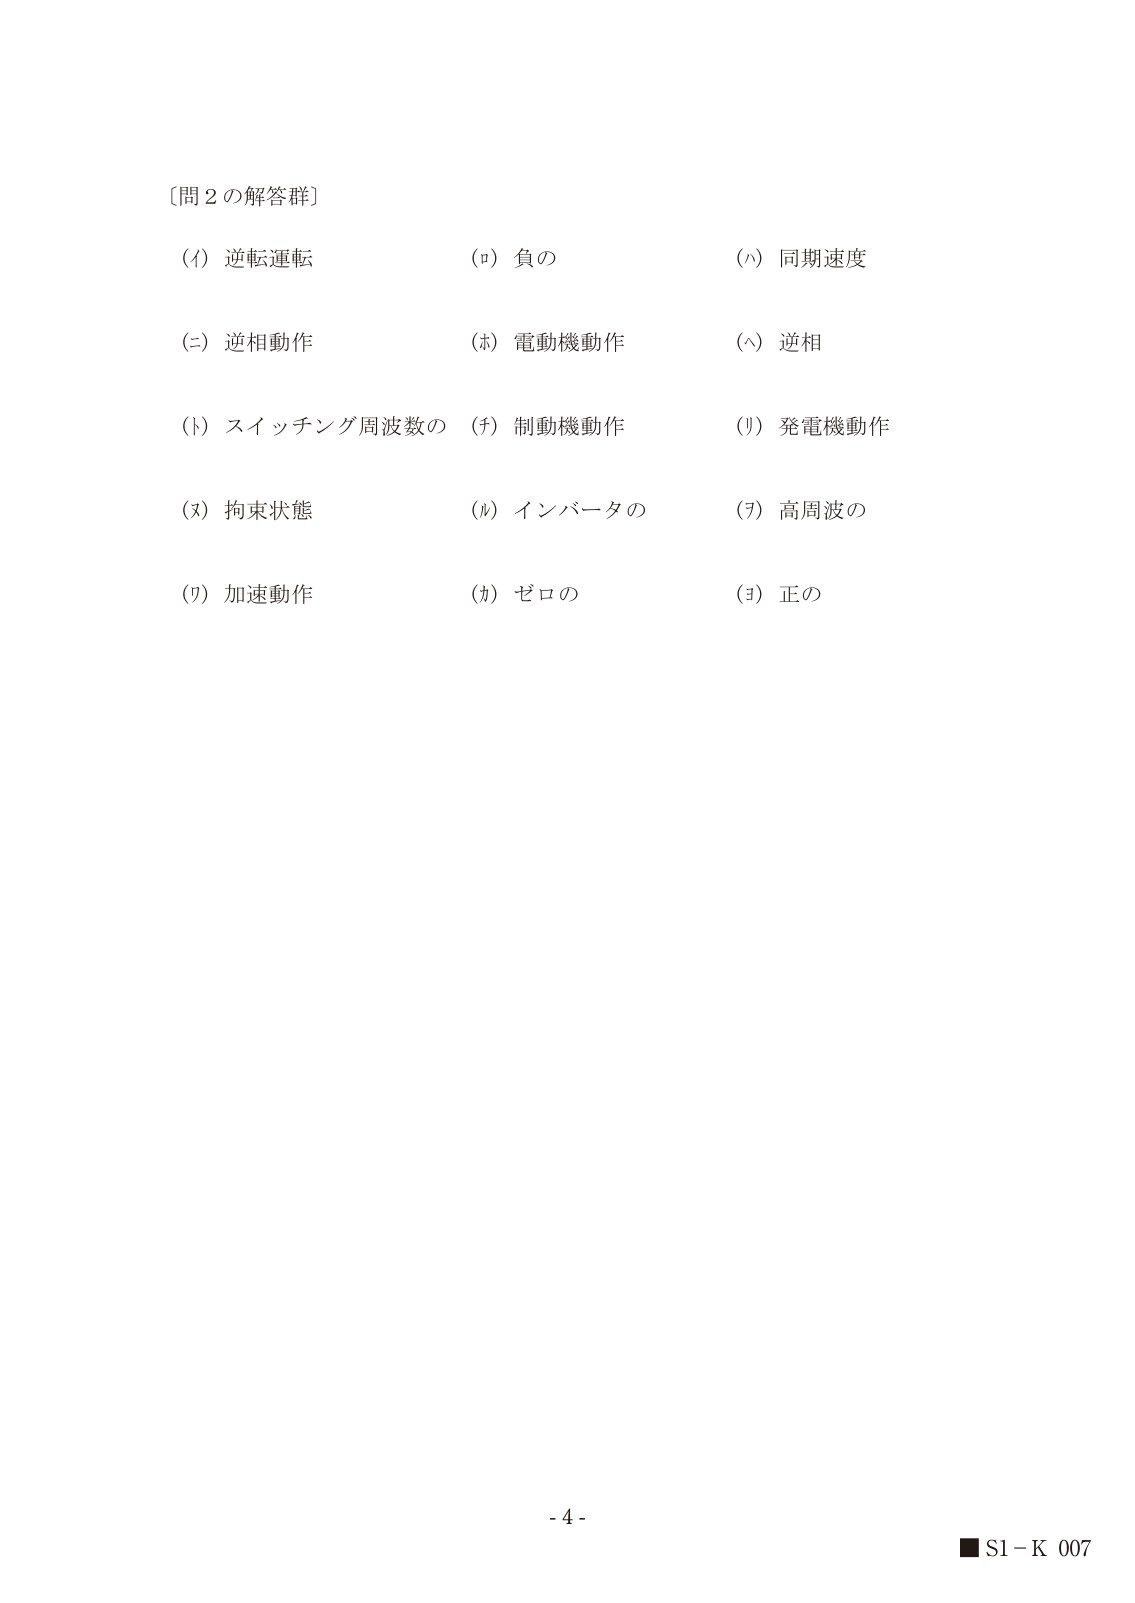 〔問２の解答群〕
(ｲ) 逆転運転 (ﾛ) 負の (ﾊ) 同期速度
(ﾆ) 逆相動作 (ﾎ) 電動機動作 (ﾍ) 逆相
(ﾄ) スイッチング周波数の (ﾁ) 制動機動作 (ﾘ) 発電機動作
(ﾇ) 拘束状態 (ﾙ) インバータの (ｦ) 高周波の
(ﾜ) 加速動作 (ｶ) ゼロの (ﾖ) 正の
- 4 -
■ S1－K 007